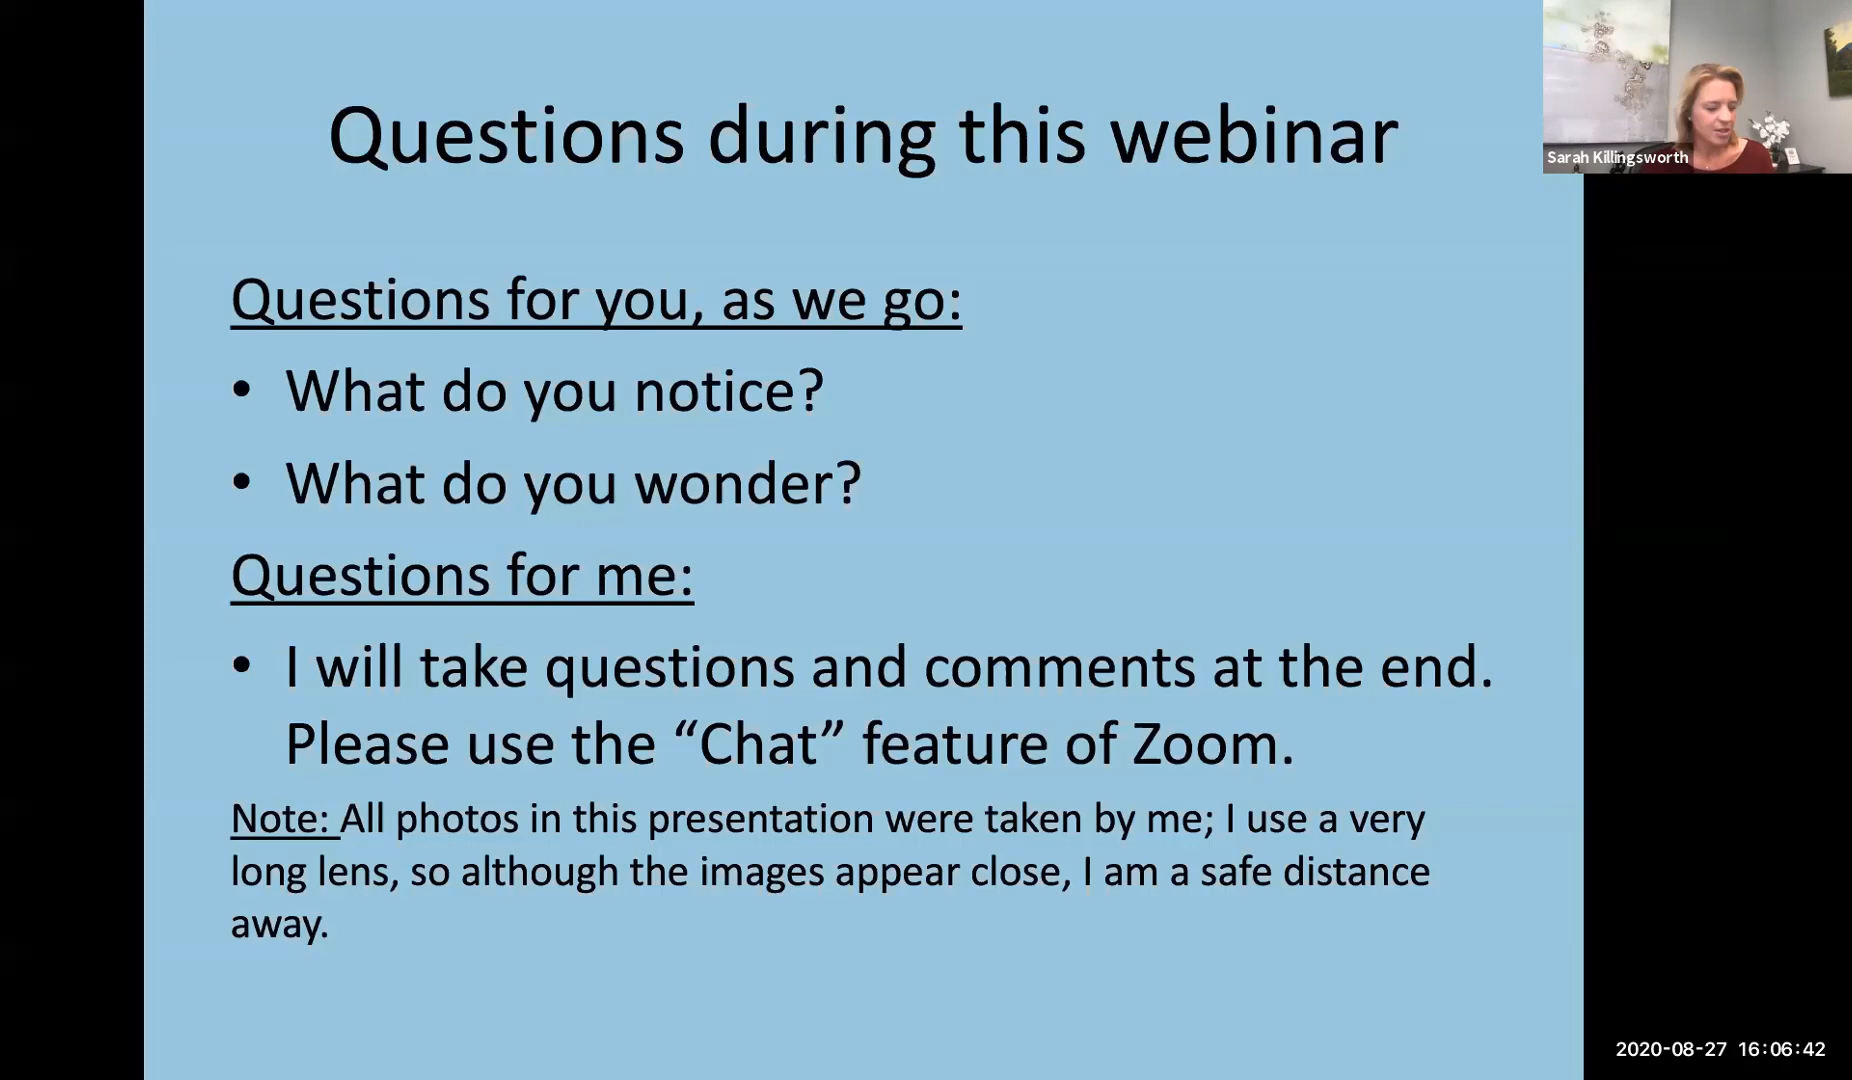 Questions during this webinar
Sarah Killingsworth
Questions for you, as we go:
• What do you notice?
• What do you wonder?
Questions for me:
• I will take questions and comments at the end.
Please use the “Chat” feature of Zoom.
Note: All photos in this presentation were taken by me; I use a very
long lens, so although the images appear close, I am a safe distance
away.
2020-08-27 16:06:42